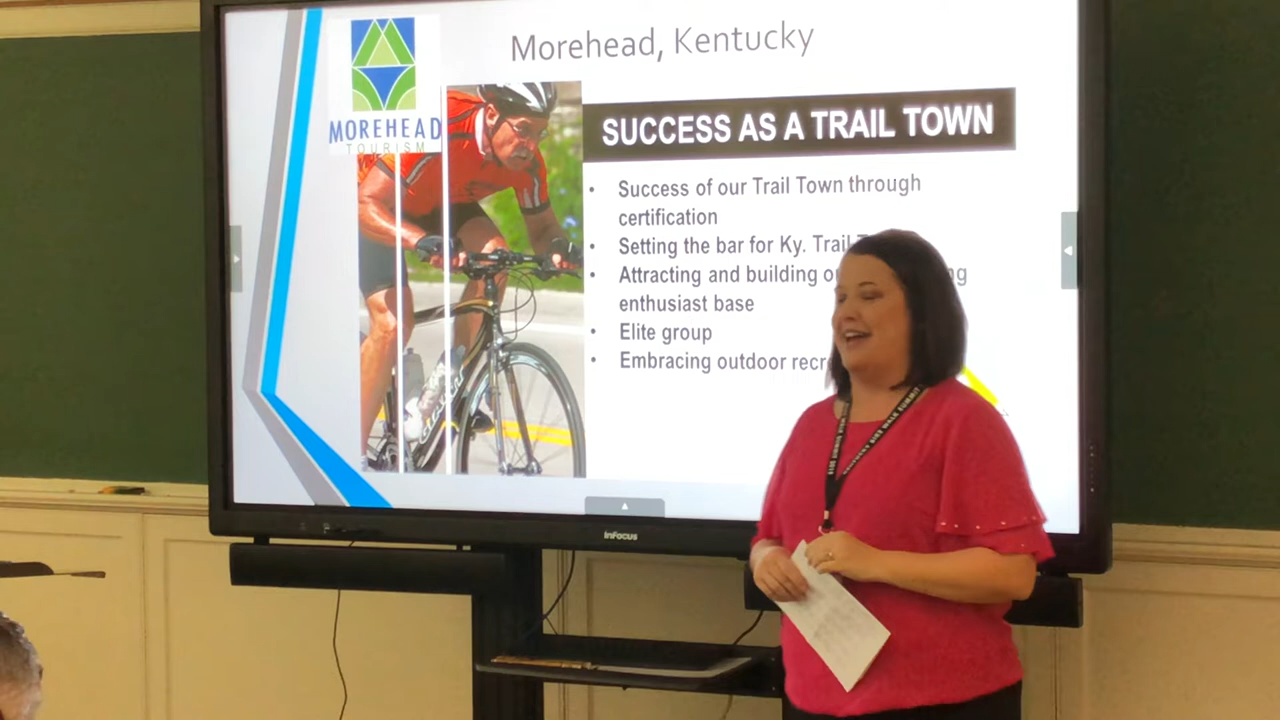 Morehead, Kentucky
MOREHEAD
TOURISM
SUCCESS AS A TRAIL TOWN
• Success of our Trail Town through
certification
• Setting the bar for Ky. Trail
• Attracting and building
enthusiast base
• Elite group
• Embracing outdoor
InFocus